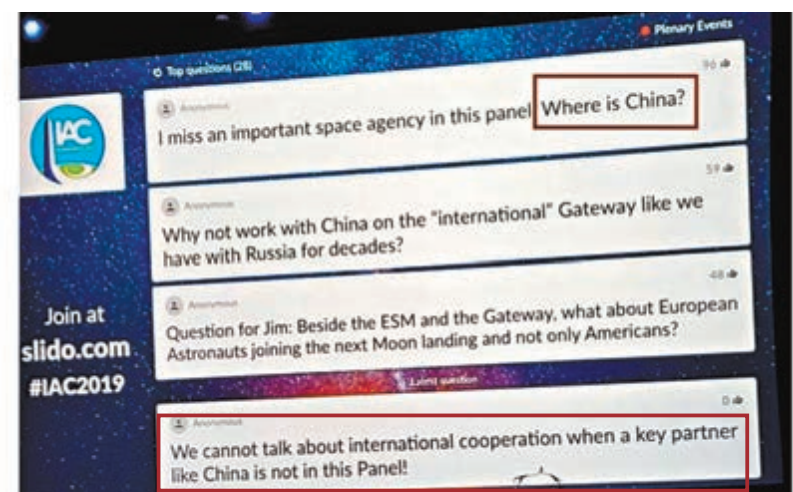 Plenary Events
Top questions (28)
IAC
Anonymous
96
I miss an important space agency in this panel Where is China?
Anonymous
59
Why not work with China on the "international" Gateway like we
have with Russia for decades?
Anonymous
48
Question for Jim: Beside the ESM and the Gateway, what about European
Astronauts joining the next Moon landing and not only Americans?
Join at
slido.com
#IAC2019
Latest question
Anonymous
0
We cannot talk about international cooperation when a key partner
like China is not in this Panel!